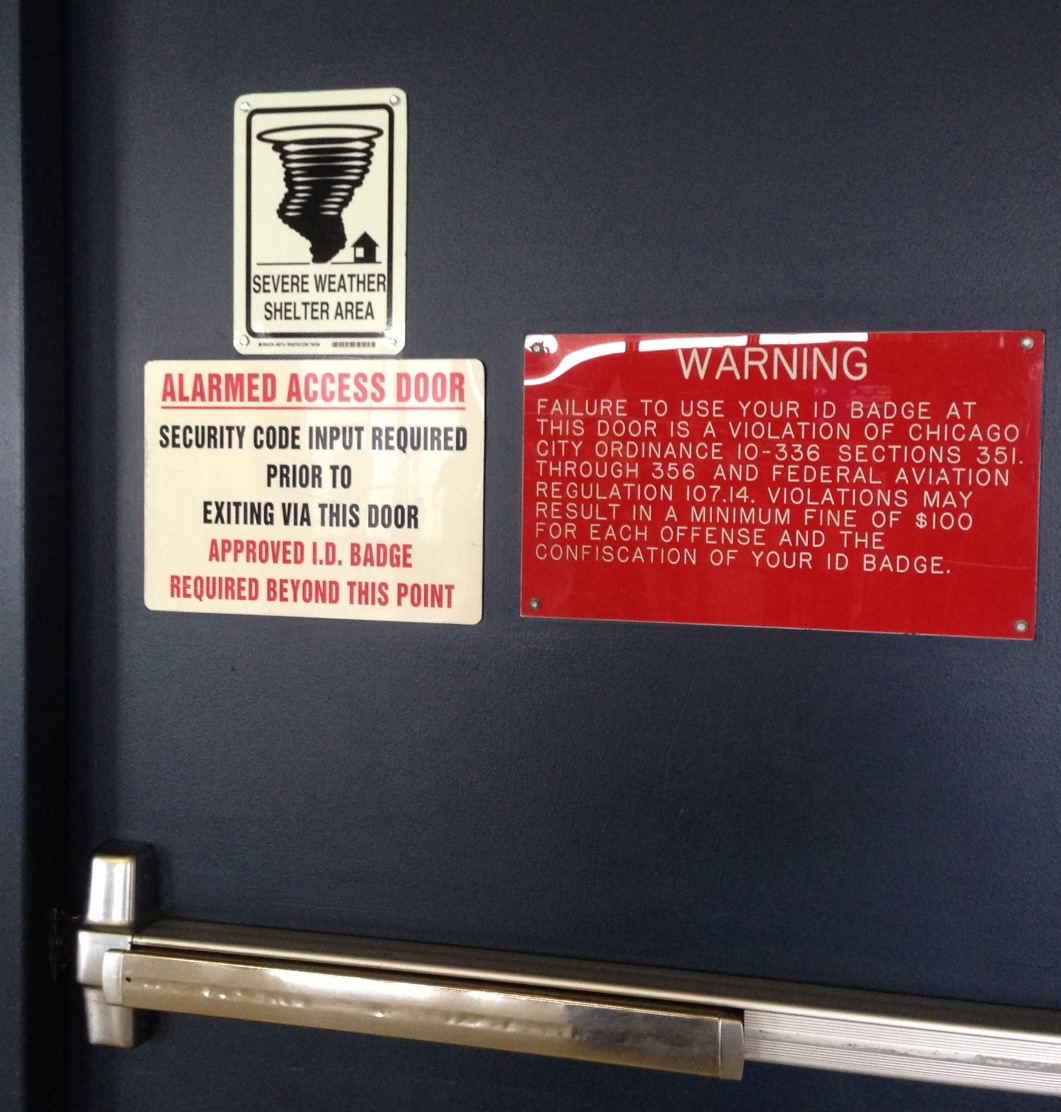 SEVERE WEATHER
SHELTER AREA
ALARMED ACCESS DOOR
SECURITY CODE INPUT REQUIRED
PRIOR TO
EXITING VIA THIS DOOR
APPROVED I.D. BADGE
REQUIRED BEYOND THIS POINT
WARNING
FAILURE TO USE YOUR ID BADGE AT
THIS DOOR IS A VIOLATION OF CHICAGO
CITY ORDINANCE 10-336 SECTIONS 351.
THROUGH 356 AND FEDERAL AVIATION
REGULATION 107.14. VIOLATIONS MAY
RESULT IN A MINIMUM FINE OF $100
FOR EACH OFFENSE AND THE
CONFISCATION OF YOUR ID BADGE.